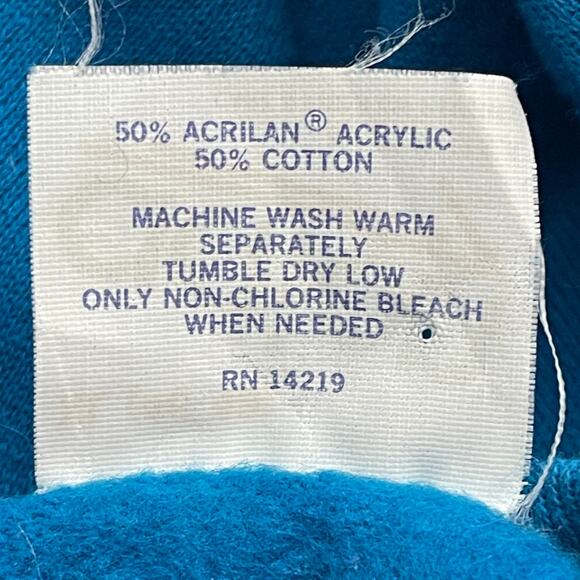 50% ACRILAN® ACRYLIC
50% COTTON
MACHINE WASH WARM
SEPARATELY
TUMBLE DRY LOW
ONLY NON-CHLORINE BLEACH
WHEN NEEDED
RN 14219